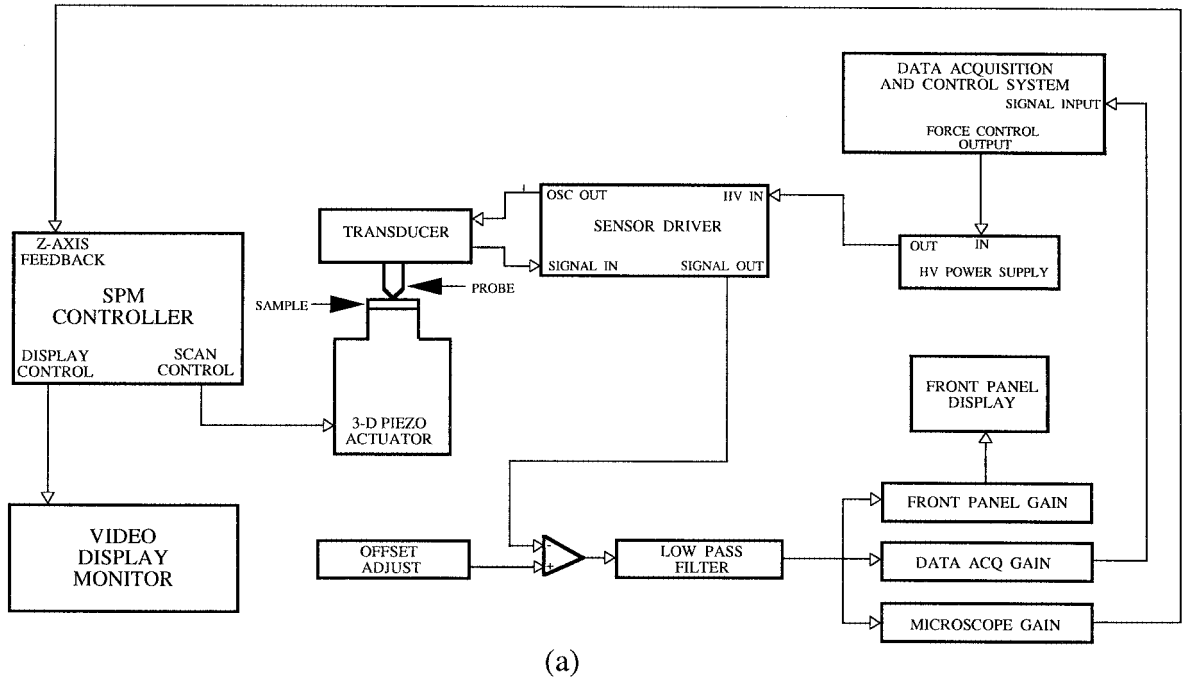 DATA ACQUISITION
AND CONTROL SYSTEM
SIGNAL INPUT
FORCE CONTROL
OUTPUT
OSC OUT
HV IN
SENSOR DRIVER
SIGNAL IN
SIGNAL OUT
TRANSDUCER
OUT
IN
HV POWER SUPPLY
Z-AXIS
FEEDBACK
SPM
CONTROLLER
DISPLAY
CONTROL
SCAN
CONTROL
PROBE
SAMPLE
3-D PIEZO
ACTUATOR
FRONT PANEL
DISPLAY
VIDEO
DISPLAY
MONITOR
OFFSET
ADJUST
-
+
LOW PASS
FILTER
FRONT PANEL GAIN
DATA ACQ GAIN
MICROSCOPE GAIN
(a)